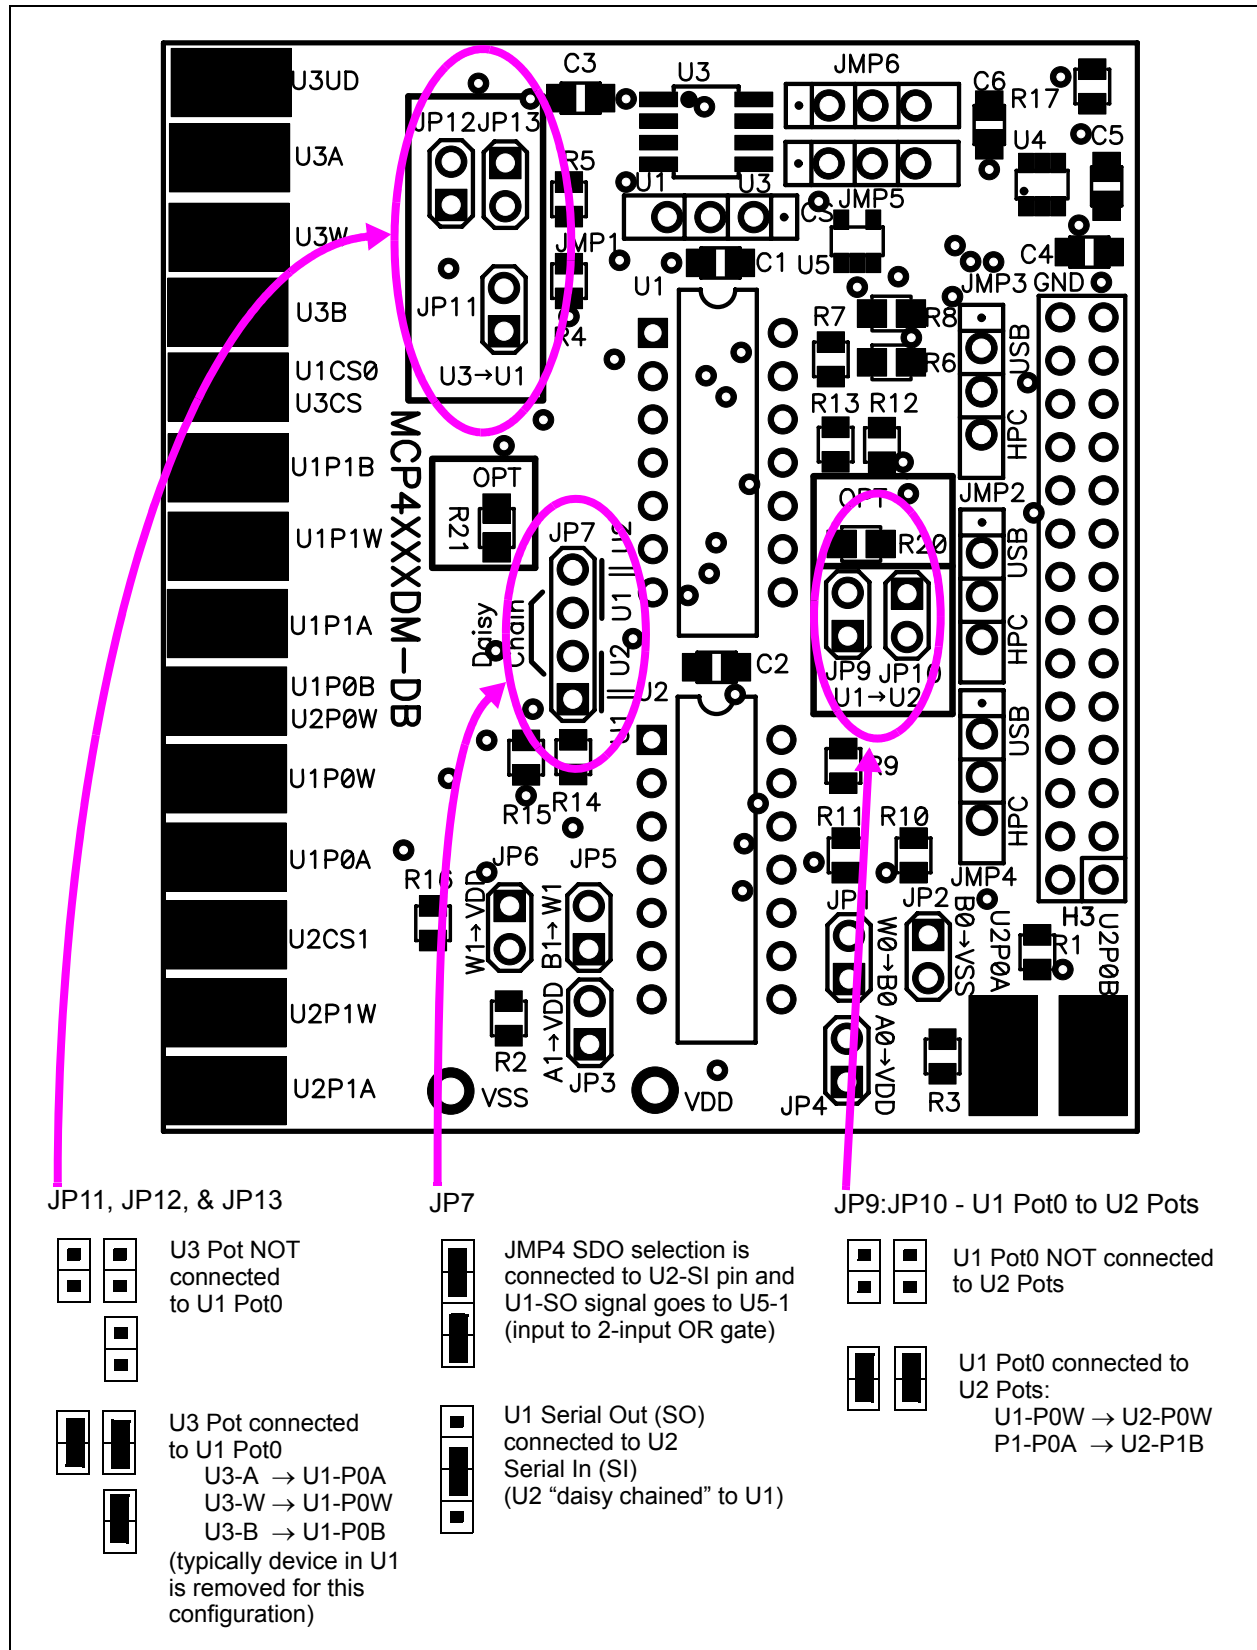 U3UD
U3A
U3W
U3B
U1CS0
U3CS
U1P1B
U1P1W
U1P1A
U1P0B
U2P0W
U1P0W
U1P0A
U2CS1
U2P1W
U2P1A
MCP4XXXDM-DB
JP12
JP13
JP11
U3→U1
C3
R5
JMP1
R4
U3
U1
U3
CS
JMP6
JMP5
C6
R17
U4
C5
C4
U5
C1
U1
R7
R8
R6
R13
R12
JMP3
GND
USB
HPC
OPT
R21
JP7
U2
U1
U2
U1
Daisy
Chain
OPT
R20
JP9
JP10
U1→U2
JMP2
USB
HPC
C2
U2
R15
R14
R9
R11
R10
USB
HPC
JMP4
H3
R16
JP6
W1→VDD
JP5
B1→W1
R2
A1→VDD
JP3
VSS
VDD
JP1
W0→B0
JP2
B0→VSS
U2P0A
R1
U2P0B
A0→VDD
JP4
R3
JP11, JP12, & JP13
U3 Pot NOT
connected
to U1 Pot0
U3 Pot connected
to U1 Pot0
U3-A → U1-P0A
U3-W → U1-P0W
U3-B → U1-P0B
(typically device in U1
is removed for this
configuration)
JP7
JMP4 SDO selection is
connected to U2-SI pin and
U1-SO signal goes to U5-1
(input to 2-input OR gate)
U1 Serial Out (SO)
connected to U2
Serial In (SI)
(U2 “daisy chained” to U1)
JP9:JP10 - U1 Pot0 to U2 Pots
U1 Pot0 NOT connected
to U2 Pots
U1 Pot0 connected to
U2 Pots:
U1-P0W → U2-P0W
P1-P0A → U2-P1B